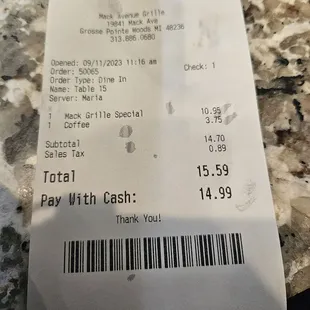 Mack Avenue Grille
19841 Mack Ave
Grosse Pointe Woods MI 48236
313.886.0680
Opened: 09/11/2023 11:16 am
Order: 50065 Check: 1
Order Type: Dine In
Name: Table 15
Server: Maria
1 Mack Grille Special 10.95
1 Coffee 3.75
Subtotal 14.70
Sales Tax 0.89
Total 15.59
Pay With Cash: 14.99
Thank You!